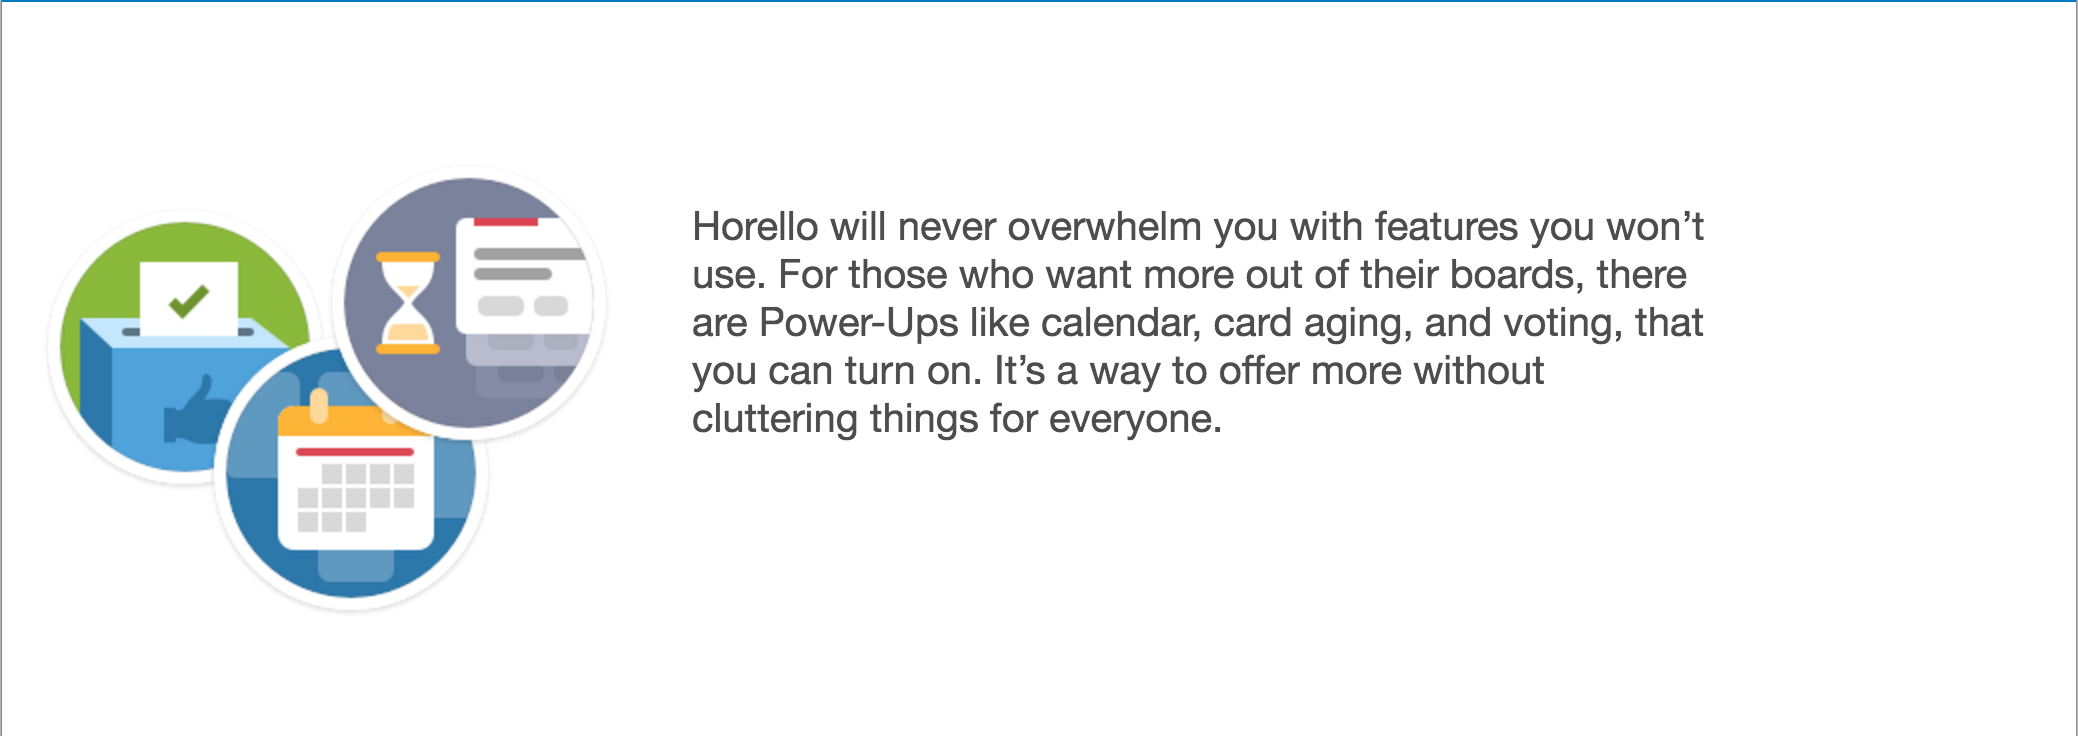 Horello will never overwhelm you with features you won’t
use. For those who want more out of their boards, there
are Power-Ups like calendar, card aging, and voting, that
you can turn on. It’s a way to offer more without
cluttering things for everyone.